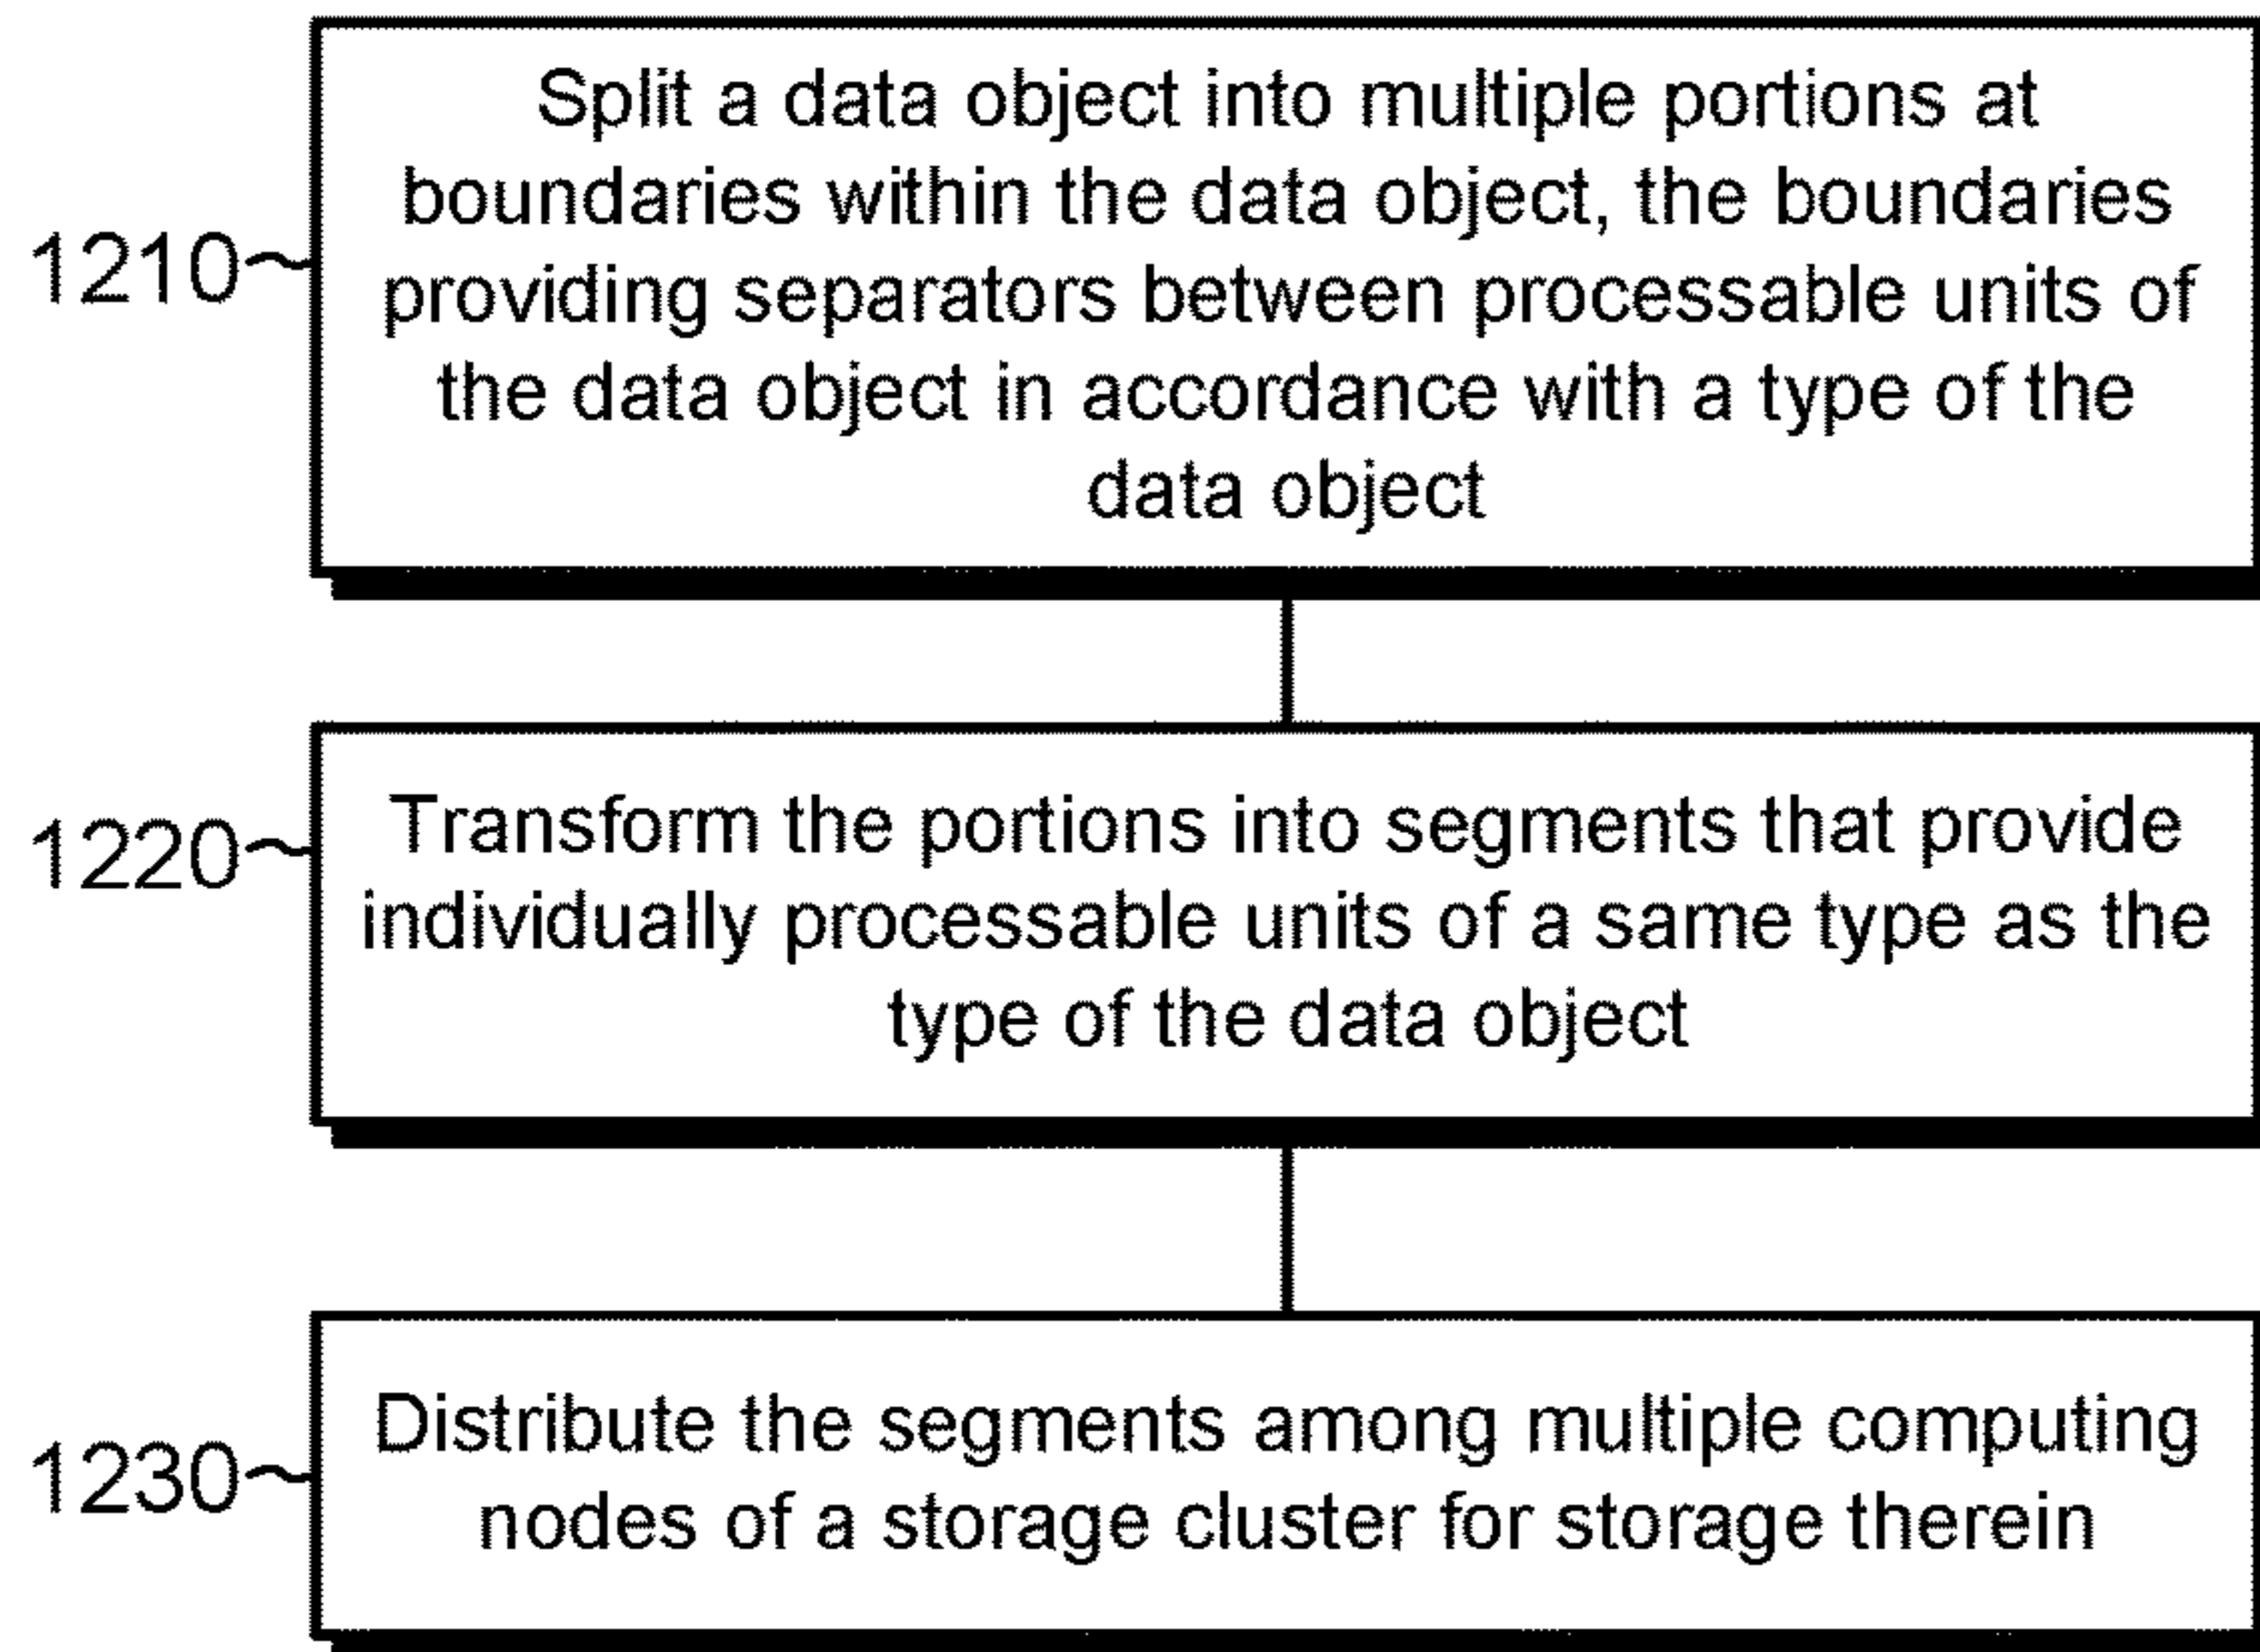 Split a data object into multiple portions at
boundaries within the data object, the boundaries
1210
providing separators between processable units of
the data object in accordance with a type of the
data object
1220
Transform the portions into segments that provide
individually processable units of a same type as the
type of the data object
1230
Distribute the segments among multiple computing
nodes of a storage cluster for storage therein